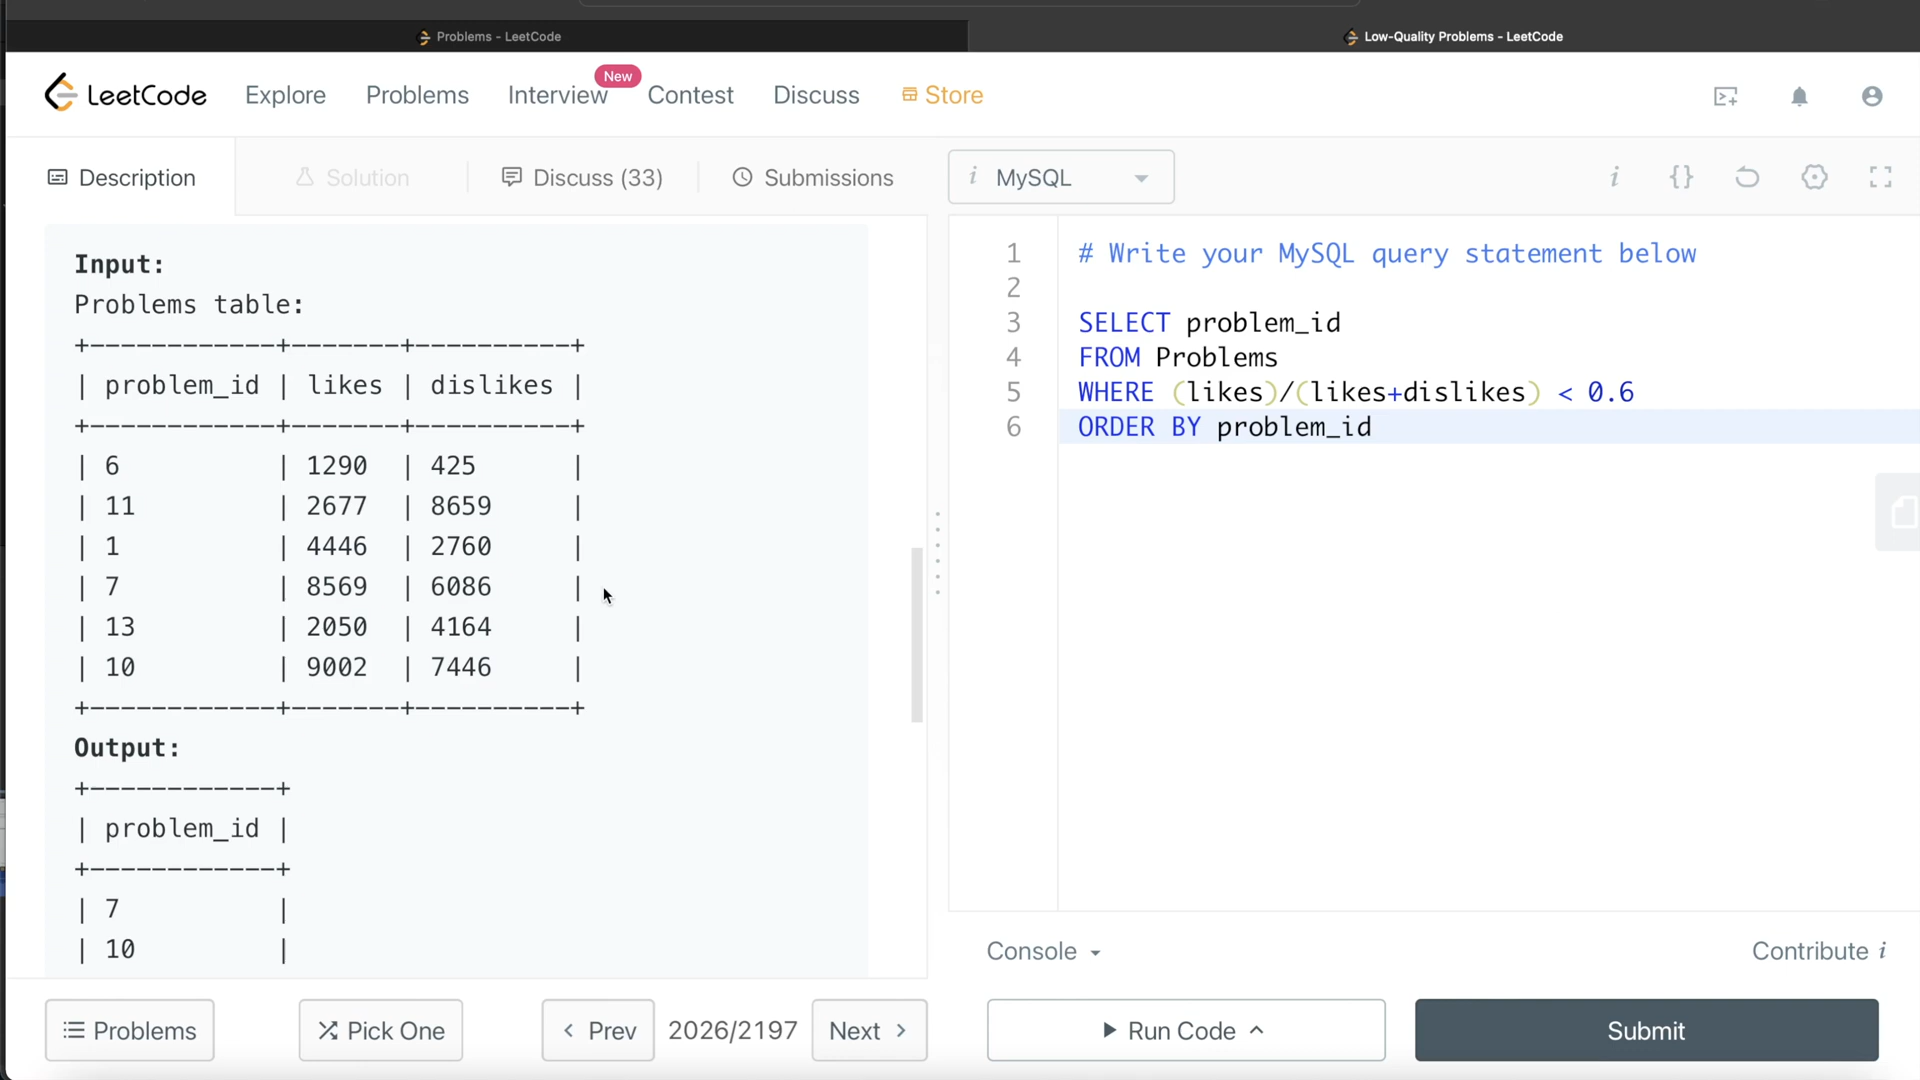 Problems - LeetCode
Low-Quality Problems - LeetCode
LeetCode
Explore
Problems
Interview
New
Contest
Discuss
Store
Description
Solution
Discuss (33)
Submissions
Input:
Problems table:
+------------+-------+----------+
| problem_id | likes | dislikes |
+------------+-------+----------+
| 6          | 1290  | 425      |
| 11         | 2677  | 8659     |
| 1          | 4446  | 2760     |
| 7          | 8569  | 6086     |
| 13         | 2050  | 4164     |
| 10         | 9002  | 7446     |
+------------+-------+----------+
Output:
+------------+
| problem_id |
+------------+
| 7          |
| 10         |
Problems
Pick One
Prev
2026/2197
Next
i MySQL
i {}
1 # Write your MySQL query statement below
2
3 SELECT problem_id
4 FROM Problems
5 WHERE (likes)/(likes+dislikes) < 0.6
6 ORDER BY problem_id
Console
Contribute i
Run Code
Submit